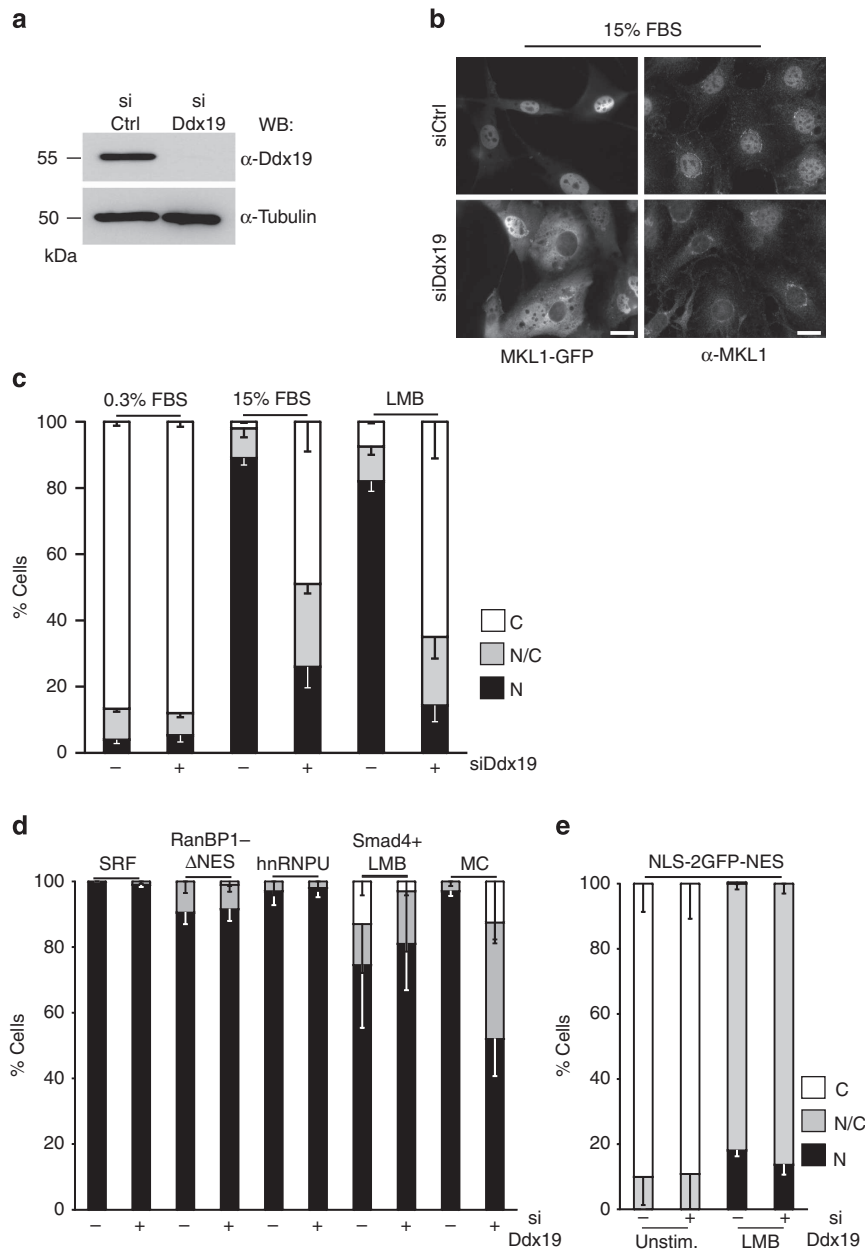 a
si
Ctrl
si
Ddx19
WB:
55
α-Ddx19
50
α-Tubulin
kDa
b
15% FBS
siCtrl
siDdx19
MKL1-GFP
α-MKL1
c
0.3% FBS
15% FBS
LMB
100
80
60
40
20
0
% Cells
C
N/C
N
– + – + – +
siDdx19
d
SRF
RanBP1–
ΔNES
hnRNPU
Smad4+
LMB
MC
100
80
60
40
20
0
% Cells
– + – + – + – + – +
si
Ddx19
e
NLS-2GFP-NES
100
80
60
40
20
0
% Cells
C
N/C
N
– + – +
Unstim.
LMB
si
Ddx19